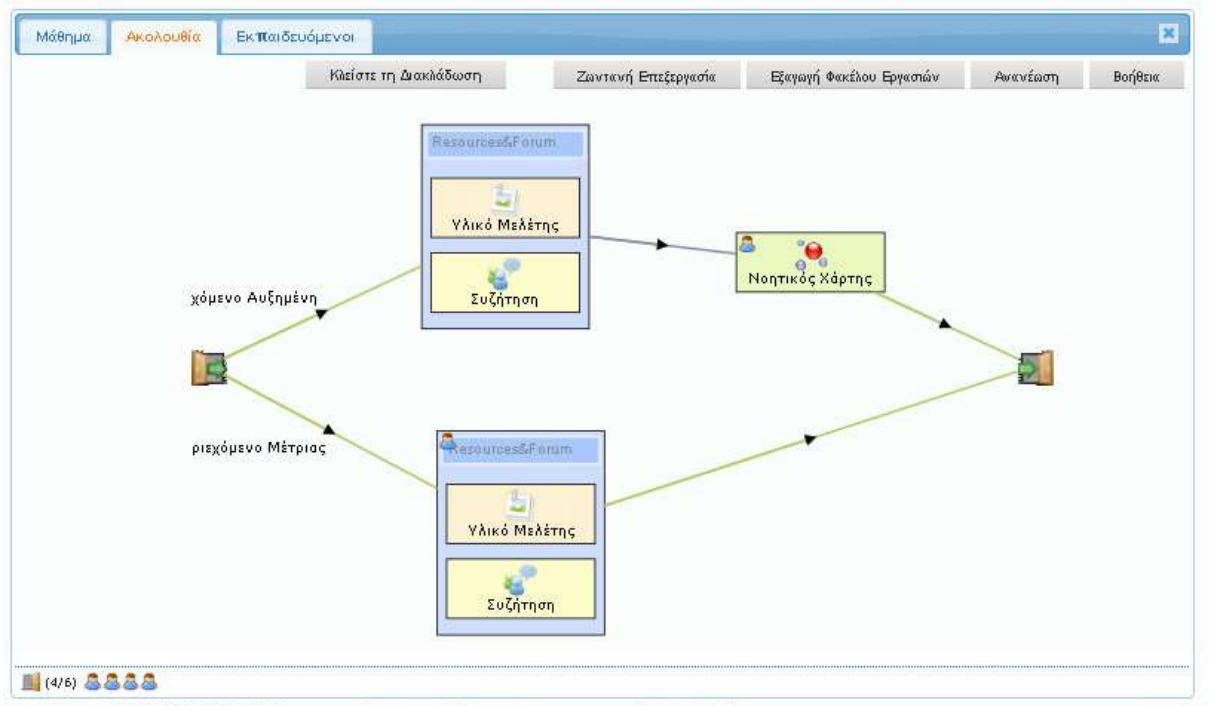 Μάθημα Ακολουθία Εκπαιδευόμενοι
Κλείστε τη Διακλάδωση Ζωντανή Επεξεργασία Εξαγωγή Φακέλου Εργασιών Ανανέωση Βοήθεια
Resources&Forum
Υλικό Μελέτης
Συζήτηση
Νοητικός Χάρτης
χόμενο Αυξημένη
ριεχόμενο Μέτριας
Resources&Forum
Υλικό Μελέτης
Συζήτηση
(4/6)